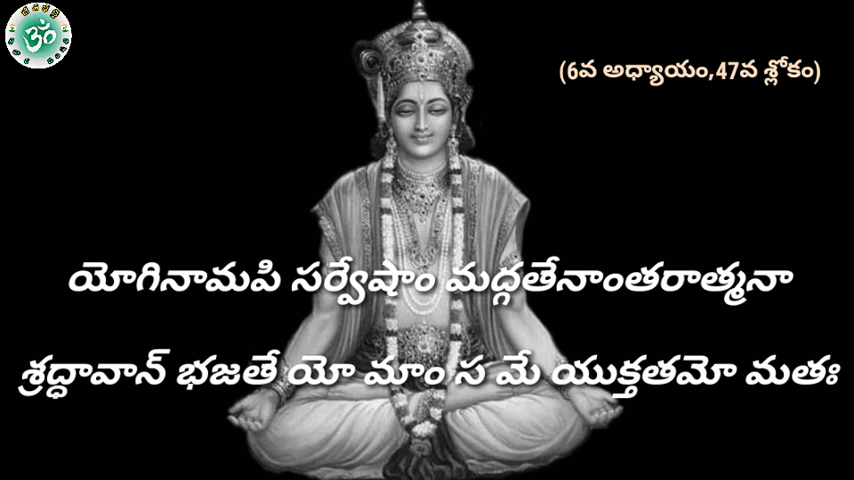 (6వ అధ్యాయం,47వ శ్లోకం)
యోగినామపి సర్వేషాం మద్గతేనాంతరాత్మనా
శ్రద్ధావాన్ భజతే యో మాం స మే యుక్తతమో మతః